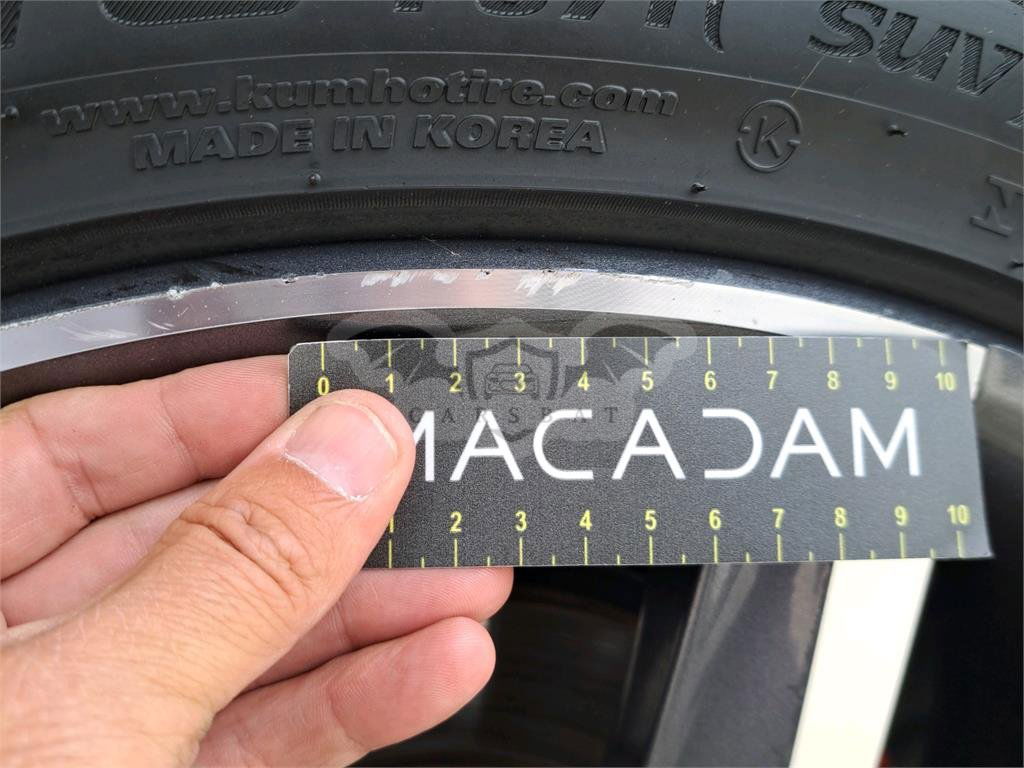 SUV
www.kumhotire.com
MADE IN KOREA
K
0 1 2 3 4 5 6 7 8 9 10
CARSBAT
MACADAM
1 2 3 4 5 6 7 8 9 10